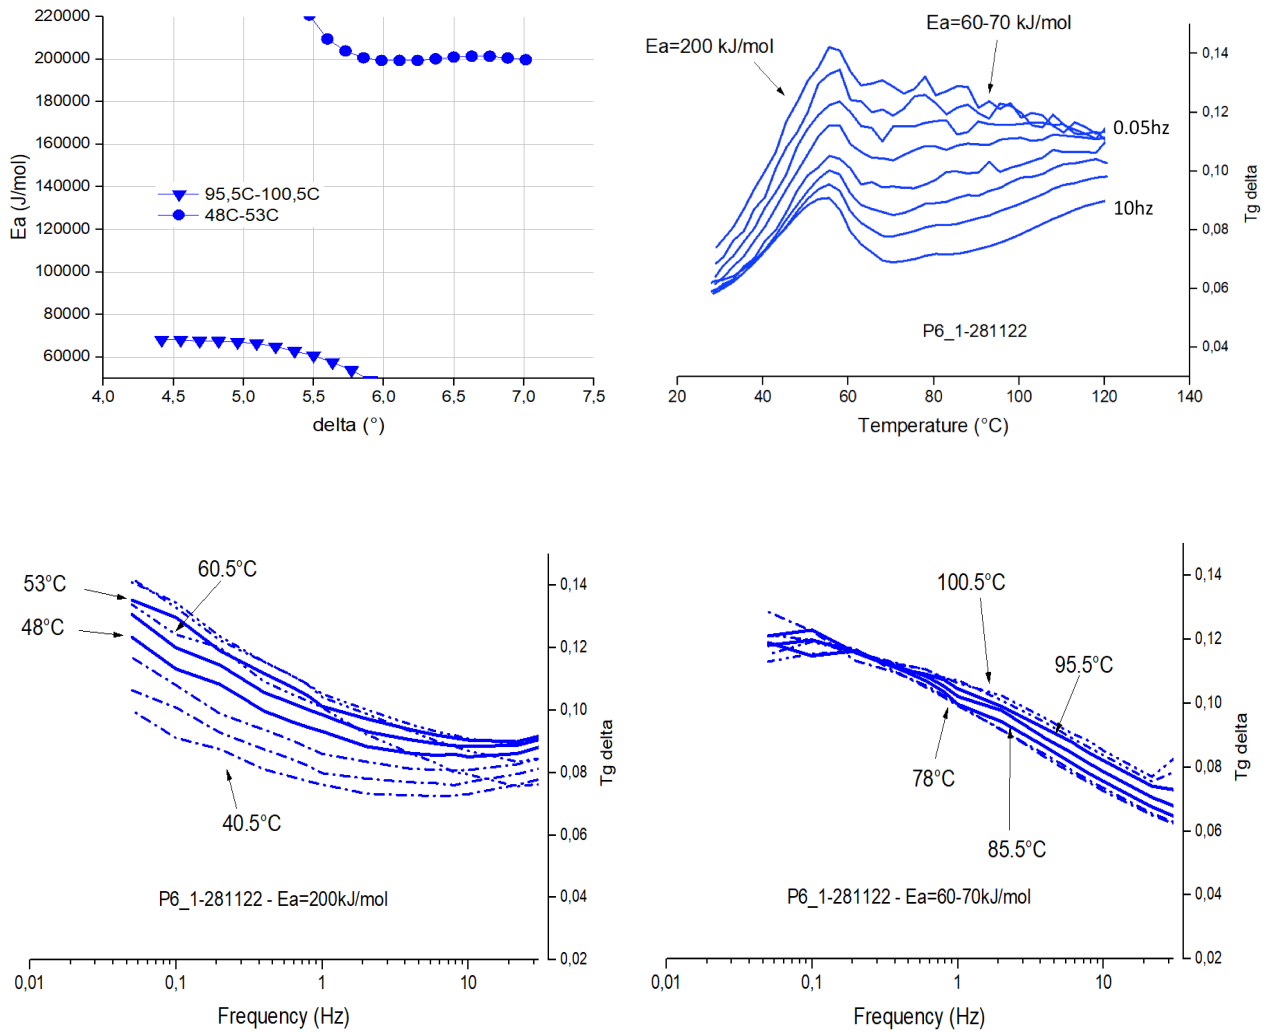 220000
200000
180000
160000
140000
120000
100000
80000
60000
Ea (J/mol)
95,5C-100,5C
48C-53C
4,0 4,5 5,0 5,5 6,0 6,5 7,0 7,5
delta (°)
Ea=200 kJ/mol
Ea=60-70 kJ/mol
0.05hz
10hz
P6_1-281122
0,14
0,12
0,10
0,08
0,06
0,04
Tg delta
20 40 60 80 100 120 140
Temperature (°C)
53°C
60.5°C
48°C
40.5°C
P6_1-281122 - Ea=200kJ/mol
0,14
0,12
0,10
0,08
0,06
0,04
0,02
Tg delta
0,01 0,1 1 10
Frequency (Hz)
100.5°C
95.5°C
78°C
85.5°C
P6_1-281122 - Ea=60-70kJ/mol
0,14
0,12
0,10
0,08
0,06
0,04
0,02
Tg delta
0,01 0,1 1 10
Frequency (Hz)